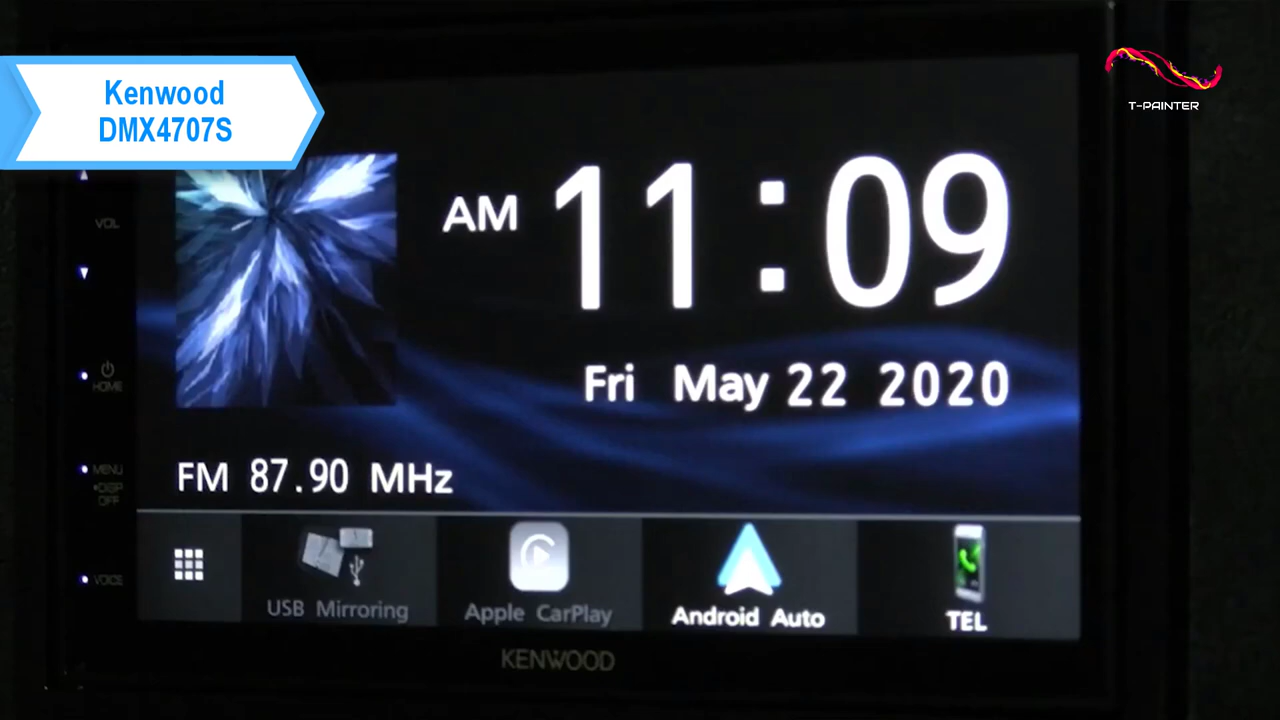 Kenwood
DMX4707S
T-PAINTER
VOL
AM 11:09
HOME
Fri May 22 2020
MENU
•DISP
OFF
FM 87.90 MHz
VOICE
USB Mirroring
Apple CarPlay
Android Auto
TEL
KENWOOD